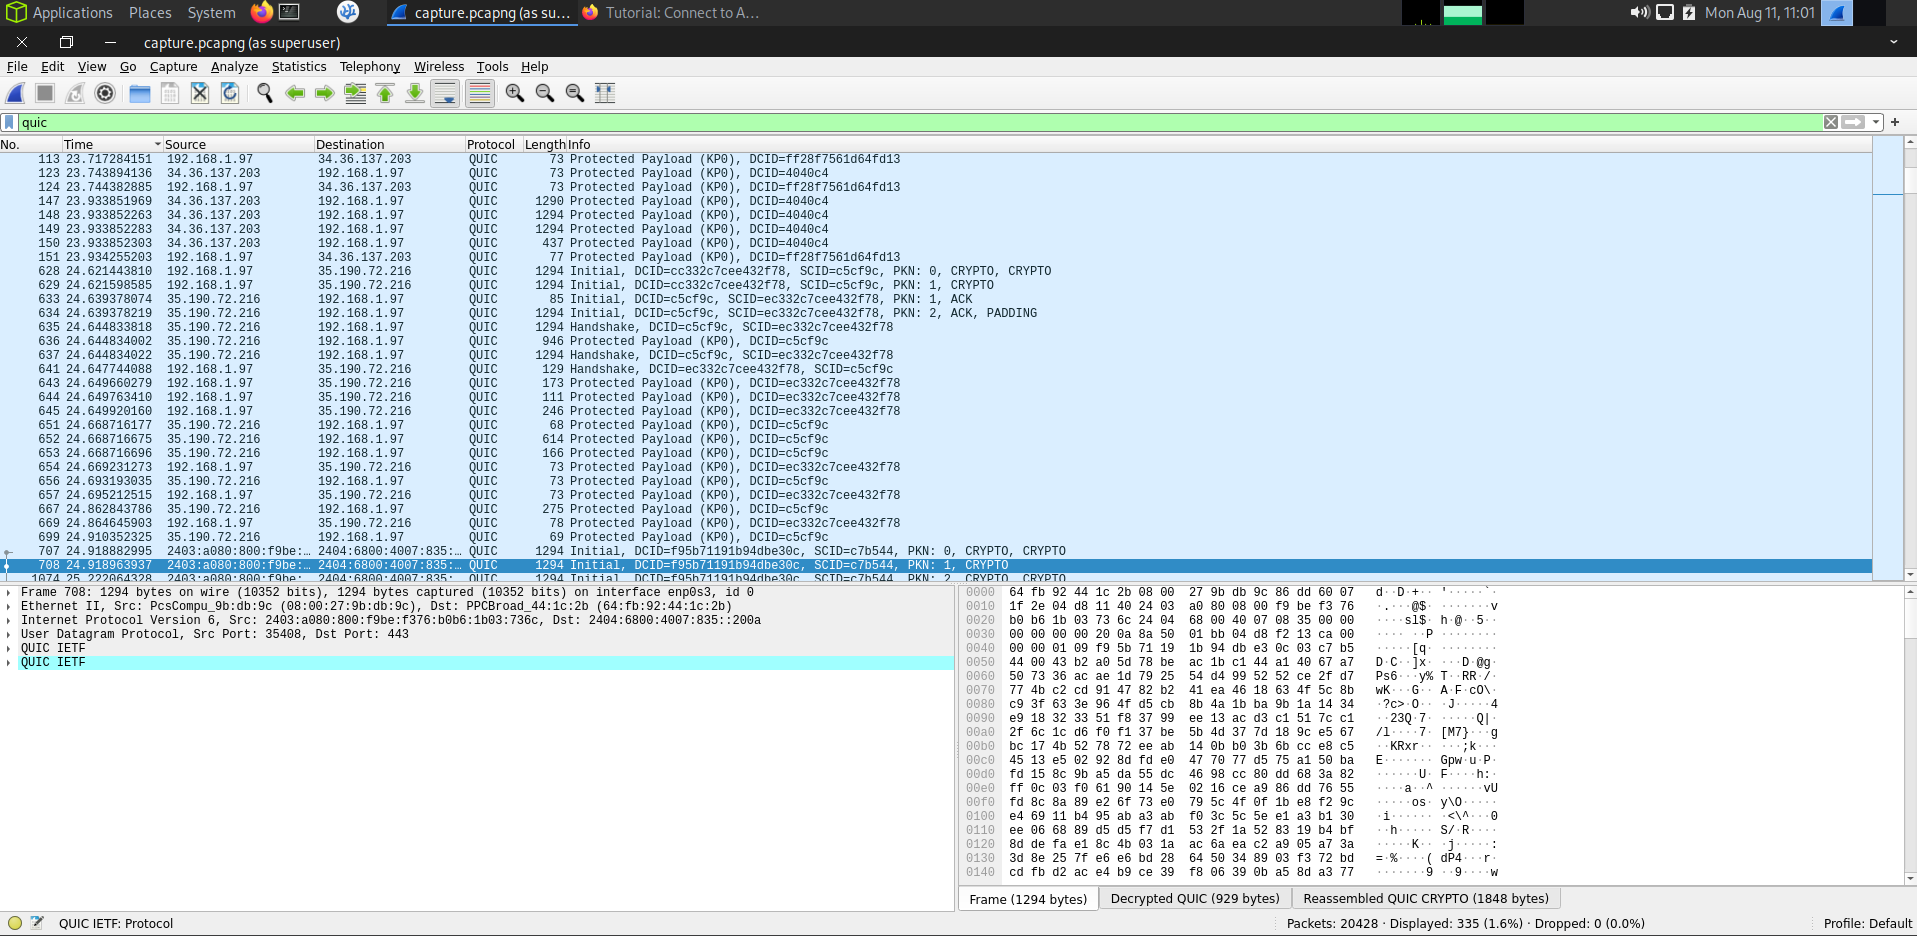 Applications Places System capture.pcapng (as su... Tutorial: Connect to A... Mon Aug 11, 11:01
capture.pcapng (as superuser)
File Edit View Go Capture Analyze Statistics Telephony Wireless Tools Help
quic
No. Time Source Destination Protocol Length Info
113 23.717284151 192.168.1.97 34.36.137.203 QUIC 73 Protected Payload (KP0), DCID=ff28f7561d64fd13
123 23.743894136 34.36.137.203 192.168.1.97 QUIC 73 Protected Payload (KP0), DCID=4040c4
124 23.744382885 192.168.1.97 34.36.137.203 QUIC 73 Protected Payload (KP0), DCID=ff28f7561d64fd13
147 23.933851969 34.36.137.203 192.168.1.97 QUIC 1290 Protected Payload (KP0), DCID=4040c4
148 23.933852263 34.36.137.203 192.168.1.97 QUIC 1294 Protected Payload (KP0), DCID=4040c4
149 23.933852283 34.36.137.203 192.168.1.97 QUIC 1294 Protected Payload (KP0), DCID=4040c4
150 23.933852303 34.36.137.203 192.168.1.97 QUIC 437 Protected Payload (KP0), DCID=4040c4
151 23.934255203 192.168.1.97 34.36.137.203 QUIC 77 Protected Payload (KP0), DCID=ff28f7561d64fd13
628 24.621443810 192.168.1.97 35.190.72.216 QUIC 1294 Initial, DCID=cc332c7cee432f78, SCID=c5cf9c, PKN: 0, CRYPTO, CRYPTO
629 24.621598585 192.168.1.97 35.190.72.216 QUIC 1294 Initial, DCID=cc332c7cee432f78, SCID=c5cf9c, PKN: 1, CRYPTO
633 24.639378074 35.190.72.216 192.168.1.97 QUIC 85 Initial, DCID=c5cf9c, SCID=ec332c7cee432f78, PKN: 1, ACK
634 24.639378219 35.190.72.216 192.168.1.97 QUIC 1294 Initial, DCID=c5cf9c, SCID=ec332c7cee432f78, PKN: 2, ACK, PADDING
635 24.644833818 35.190.72.216 192.168.1.97 QUIC 1294 Handshake, DCID=c5cf9c, SCID=ec332c7cee432f78
636 24.644834002 35.190.72.216 192.168.1.97 QUIC 946 Protected Payload (KP0), DCID=c5cf9c
637 24.644834022 35.190.72.216 192.168.1.97 QUIC 1294 Handshake, DCID=c5cf9c, SCID=ec332c7cee432f78
641 24.647744088 192.168.1.97 35.190.72.216 QUIC 129 Handshake, DCID=ec332c7cee432f78, SCID=c5cf9c
643 24.649660279 192.168.1.97 35.190.72.216 QUIC 173 Protected Payload (KP0), DCID=ec332c7cee432f78
644 24.649763410 192.168.1.97 35.190.72.216 QUIC 111 Protected Payload (KP0), DCID=ec332c7cee432f78
645 24.649920160 192.168.1.97 35.190.72.216 QUIC 246 Protected Payload (KP0), DCID=ec332c7cee432f78
651 24.668716177 35.190.72.216 192.168.1.97 QUIC 68 Protected Payload (KP0), DCID=c5cf9c
652 24.668716675 35.190.72.216 192.168.1.97 QUIC 614 Protected Payload (KP0), DCID=c5cf9c
653 24.668716696 35.190.72.216 192.168.1.97 QUIC 166 Protected Payload (KP0), DCID=c5cf9c
654 24.669231273 192.168.1.97 35.190.72.216 QUIC 73 Protected Payload (KP0), DCID=ec332c7cee432f78
656 24.693193035 35.190.72.216 192.168.1.97 QUIC 73 Protected Payload (KP0), DCID=c5cf9c
657 24.695212515 192.168.1.97 35.190.72.216 QUIC 73 Protected Payload (KP0), DCID=ec332c7cee432f78
667 24.862843786 35.190.72.216 192.168.1.97 QUIC 275 Protected Payload (KP0), DCID=c5cf9c
669 24.864645903 192.168.1.97 35.190.72.216 QUIC 78 Protected Payload (KP0), DCID=ec332c7cee432f78
699 24.910352325 35.190.72.216 192.168.1.97 QUIC 69 Protected Payload (KP0), DCID=c5cf9c
707 24.918882995 2403:a080:800:f9be:... 2404:6800:4007:835:... QUIC 1294 Initial, DCID=f95b71191b94dbe30c, SCID=c7b544, PKN: 0, CRYPTO, CRYPTO
708 24.918963937 2403:a080:800:f9be:... 2404:6800:4007:835:... QUIC 1294 Initial, DCID=f95b71191b94dbe30c, SCID=c7b544, PKN: 1, CRYPTO
1074 25.222064328 2403:a080:800:f9be: 2404:6800:4007:835: QUIC 1294 Initial, DCID=f95b71191b94dbe30c, SCID=c7b544, PKN: 2, CRYPTO, CRYPTO
Frame 708: 1294 bytes on wire (10352 bits), 1294 bytes captured (10352 bits) on interface enp0s3, id 0
Ethernet II, Src: PcsCompu_9b:db:9c (08:00:27:9b:db:9c), Dst: PPCBroad_44:1c:2b (64:fb:92:44:1c:2b)
Internet Protocol Version 6, Src: 2403:a080:800:f9be:f376:b0b6:1b03:736c, Dst: 2404:6800:4007:835::200a
User Datagram Protocol, Src Port: 35408, Dst Port: 443
QUIC IETF
QUIC IETF
0000 64 fb 92 44 1c 2b 08 00 27 9b db 9c 86 dd 60 07 d··D·+·· '·····`·
0010 1f 2e 04 d8 11 40 24 03 a0 80 08 00 f9 be f3 76 ·.···@$· ·······v
0020 b0 b6 1b 03 73 6c 24 04 68 00 40 07 08 35 00 00 ····sl$· h·@··5··
0030 00 00 00 00 20 0a 8a 50 01 bb 04 d8 f2 13 ca 00 ···· ··P ········
0040 00 00 01 09 f9 5b 71 19 1b 94 db e3 0c 03 c7 b5 ·····[q· ········
0050 44 00 43 b2 a0 5d 78 be ac 1b c1 44 a1 40 67 a7 D·C··]x· ···D·@g·
0060 50 73 36 ac ae 1d 79 25 54 d4 99 52 52 ce 2f d7 Ps6···y% T··RR·/·
0070 77 4b c2 cd 91 47 82 b2 41 ea 46 18 63 4f 5c 8b wK···G·· A·F·cO\·
0080 c9 3f 63 3e 96 4f d5 cb 8b 4a 1b ba 9b 1a 14 34 ·?c>·O·· ·J·····4
0090 e9 18 32 33 51 f8 37 99 ee 13 ac d3 c1 51 7c c1 ··23Q·7· ·····Q|·
00a0 2f 6c 1c d6 f0 f1 37 be 5b 4d 37 7d 18 9c e5 67 /l····7· [M7}···g
00b0 bc 17 4b 52 78 72 ee ab 14 0b b0 3b 6b cc e8 c5 ··KRxr·· ···;k···
00c0 45 13 e5 02 92 8d fd e0 47 70 77 d5 75 a1 50 ba E······· Gpw·u·P·
00d0 fd 15 8c 9b a5 da 55 dc 46 98 cc 80 dd 68 3a 82 ······U· F····h:·
00e0 ff 0c 03 f0 61 90 14 5e 02 16 ce a9 86 dd 76 55 ····a··^ ······vU
00f0 fd 8c 8a 89 e2 6f 73 e0 79 5c 4f 0f 1b e8 f2 9c ·····os· y\O·····
0100 e4 69 11 b4 95 ab a3 ab f0 3c 5c 5e e1 a3 b1 30 ·i······ ·<\^···0
0110 ee 06 68 89 d5 d5 f7 d1 53 2f 1a 52 83 19 b4 bf ··h····· S/·R····
0120 8d de fa e1 8c 4b 03 1a ac 6a ea c2 a9 05 a7 3a ·····K·· ·j·····:
0130 3d 8e 25 7f e6 e6 bd 28 64 50 34 89 03 f3 72 bd =·%····( dP4···r·
0140 cd fb d2 ac e4 b9 ce 39 f8 06 39 0b a5 8d a3 77 ·······9 ··9····w
Frame (1294 bytes) Decrypted QUIC (929 bytes) Reassembled QUIC CRYPTO (1848 bytes)
QUIC IETF: Protocol Packets: 20428 · Displayed: 335 (1.6%) · Dropped: 0 (0.0%) Profile: Default